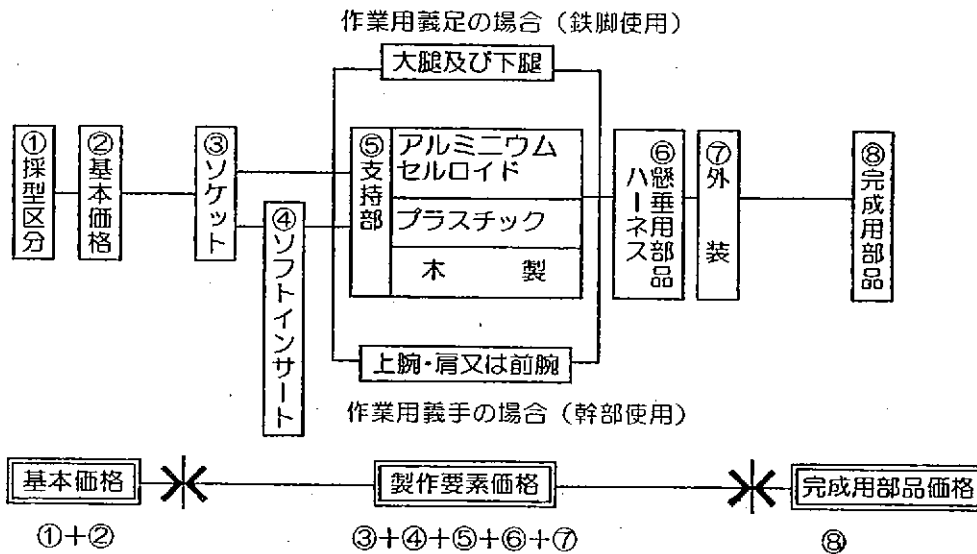 作業用義足の場合（鉄脚使用）
大腿及び下腿
①採型区分
②基本価格
③ソケット
④ソフトインサート
⑤支持部
アルミニウム
セルロイド
プラスチック
木 製
⑥懸垂用部品
ハーネス
⑦外 装
⑧完成用部品
上腕・肩又は前腕
作業用義手の場合（幹部使用）
基本価格
製作要素価格
完成用部品価格
①+②
③+④+⑤+⑥+⑦
⑧